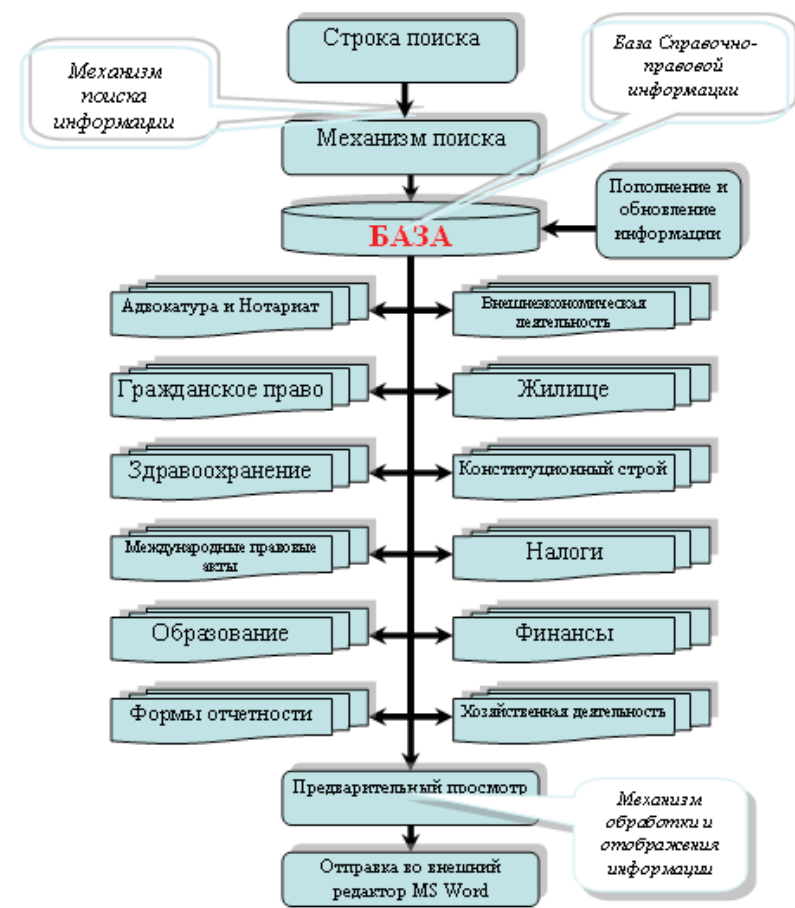 Строка поиска
Механизм
поиска
информации
База Справочно-
правовой
информации
Механизм поиска
Пополнение и
обновление
информации
БАЗА
Адвокатура и Нотариат
Внешнеэкономическая
деятельность
Гражданское право
Жилище
Здравоохранение
Конституционный строй
Международные правовые
акты
Налоги
Образование
Финансы
Формы отчетности
Хозяйственная деятельность
Предварительный просмотр
Механизм
обработки и
отображения
информации
Отправка во внешний
редактор MS Word